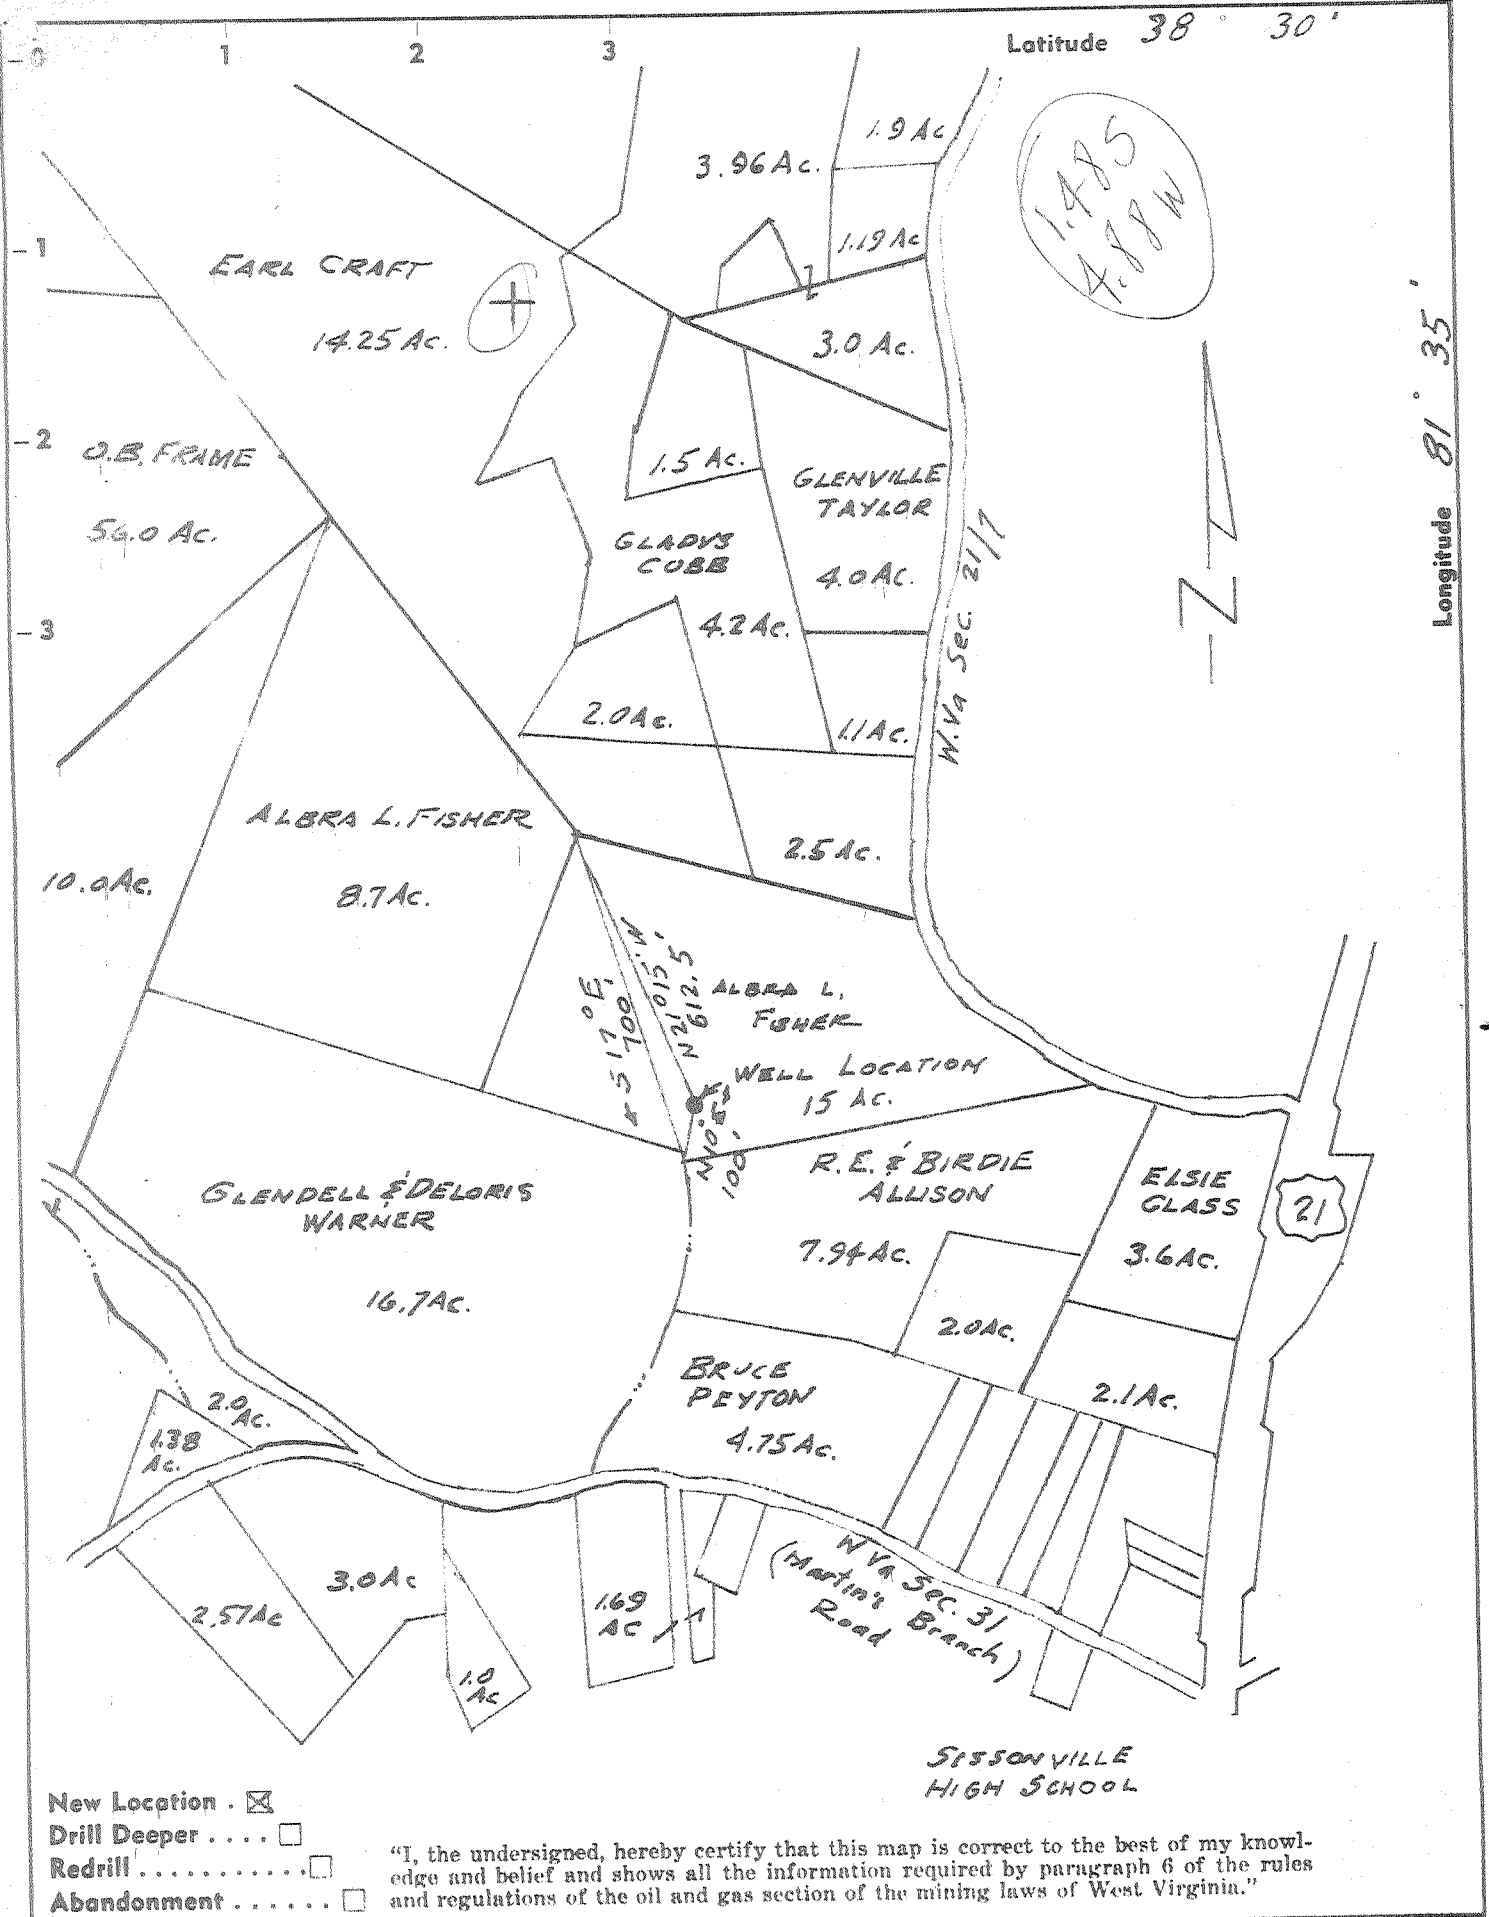 0
1
2
3
Latitude 38° 30'
-1
-2
-3
1.48 S
4.88 W
Longitude 81° 35'
3.96 Ac.
1.9 Ac
1.19 Ac
EARL CRAFT
14.25 Ac.
3.0 Ac.
O.B. FRAME
1.5 Ac.
GLENVILLE
TAYLOR
4.0 Ac.
GLADYS
COBB
4.2 Ac.
W.Va Sec. 21/7
N
2.0 Ac.
1.1 Ac.
ALBRA L. FISHER
8.7 Ac.
10.0 Ac.
2.5 Ac.
S 17° E,
700
N 21° 15' W
612.5'
ALBRA L.
FISHER
WELL LOCATION
15 Ac.
N 10° E
100'
GLENDELL & DELORIS
WARNER
16.7 Ac.
R.E. & BIRDIE
ALLISON
7.94 Ac.
ELSIE
GLASS
3.6 Ac.
21
2.0 Ac.
2.1 Ac.
BRUCE
PEYTON
4.75 Ac.
2.0
Ac.
1.38
Ac.
2.57 Ac
3.0 Ac
1.0
Ac
1.69
AC
W Va Sec. 31
(Martin's Branch)
Road
SISSONVILLE
HIGH SCHOOL
New Location . ☒
Drill Deeper . . . . ☐
Redrill . . . . . . . . . . . ☐
Abandonment . . . . . . ☐
"I, the undersigned, hereby certify that this map is correct to the best of my knowl-
edge and belief and shows all the information required by paragraph 6 of the rules
and regulations of the oil and gas section of the mining laws of West Virginia."